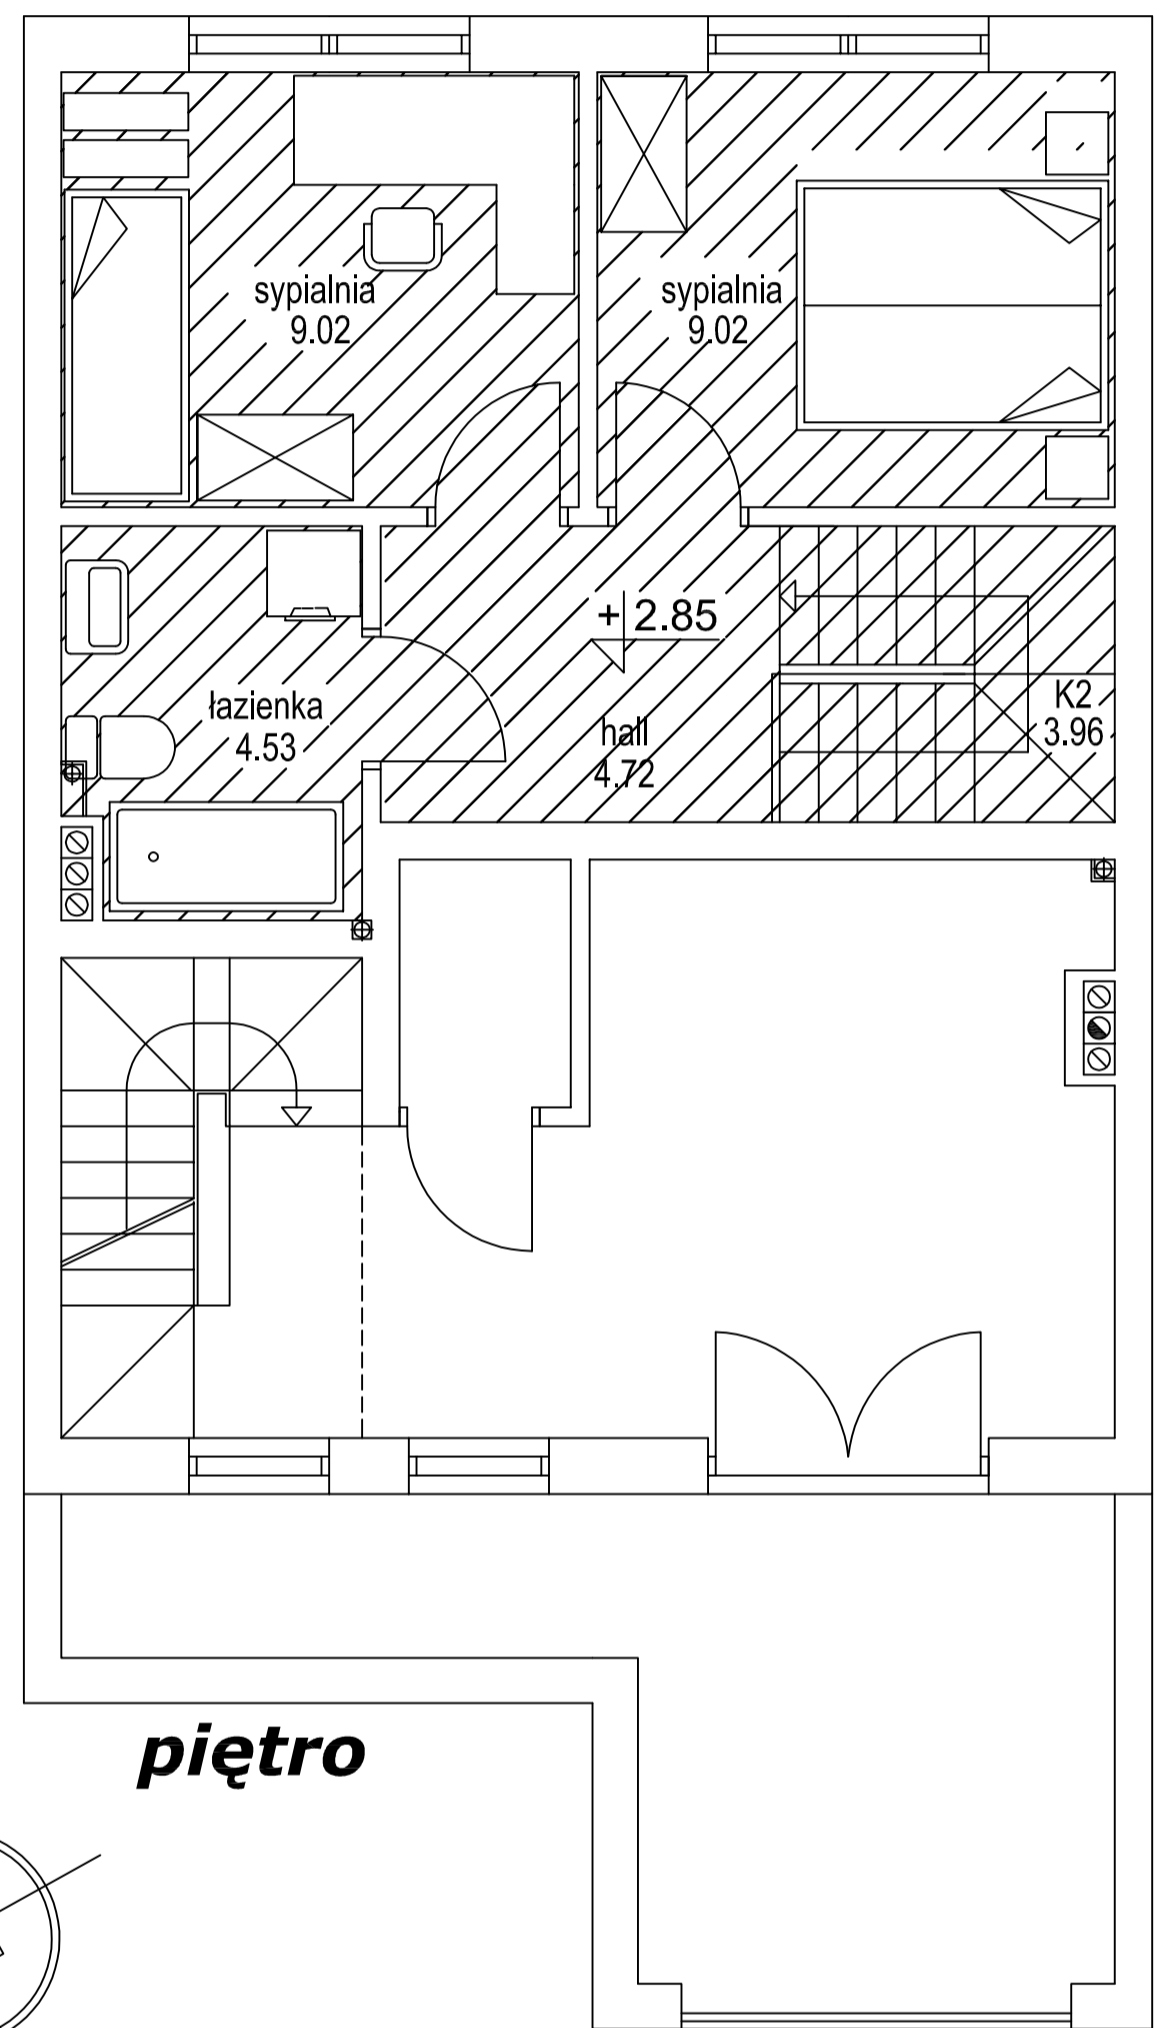 sypialnia
9.02
sypialnia
9.02
+ 2.85
K2
3.96
łazienka
4.53
hall
4.72
piętro